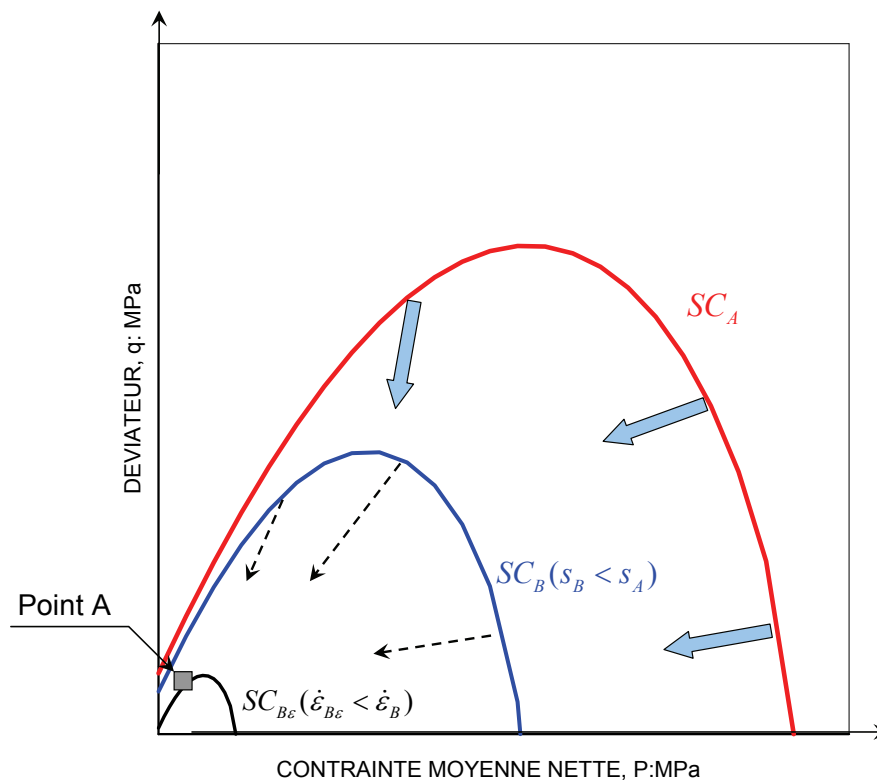 DEVIATEUR, q: MPa
SC_A
SC_B(s_B < s_A)
Point A
SC_Bε(ε̇_Bε < ε̇_B)
CONTRAINTE MOYENNE NETTE, P:MPa